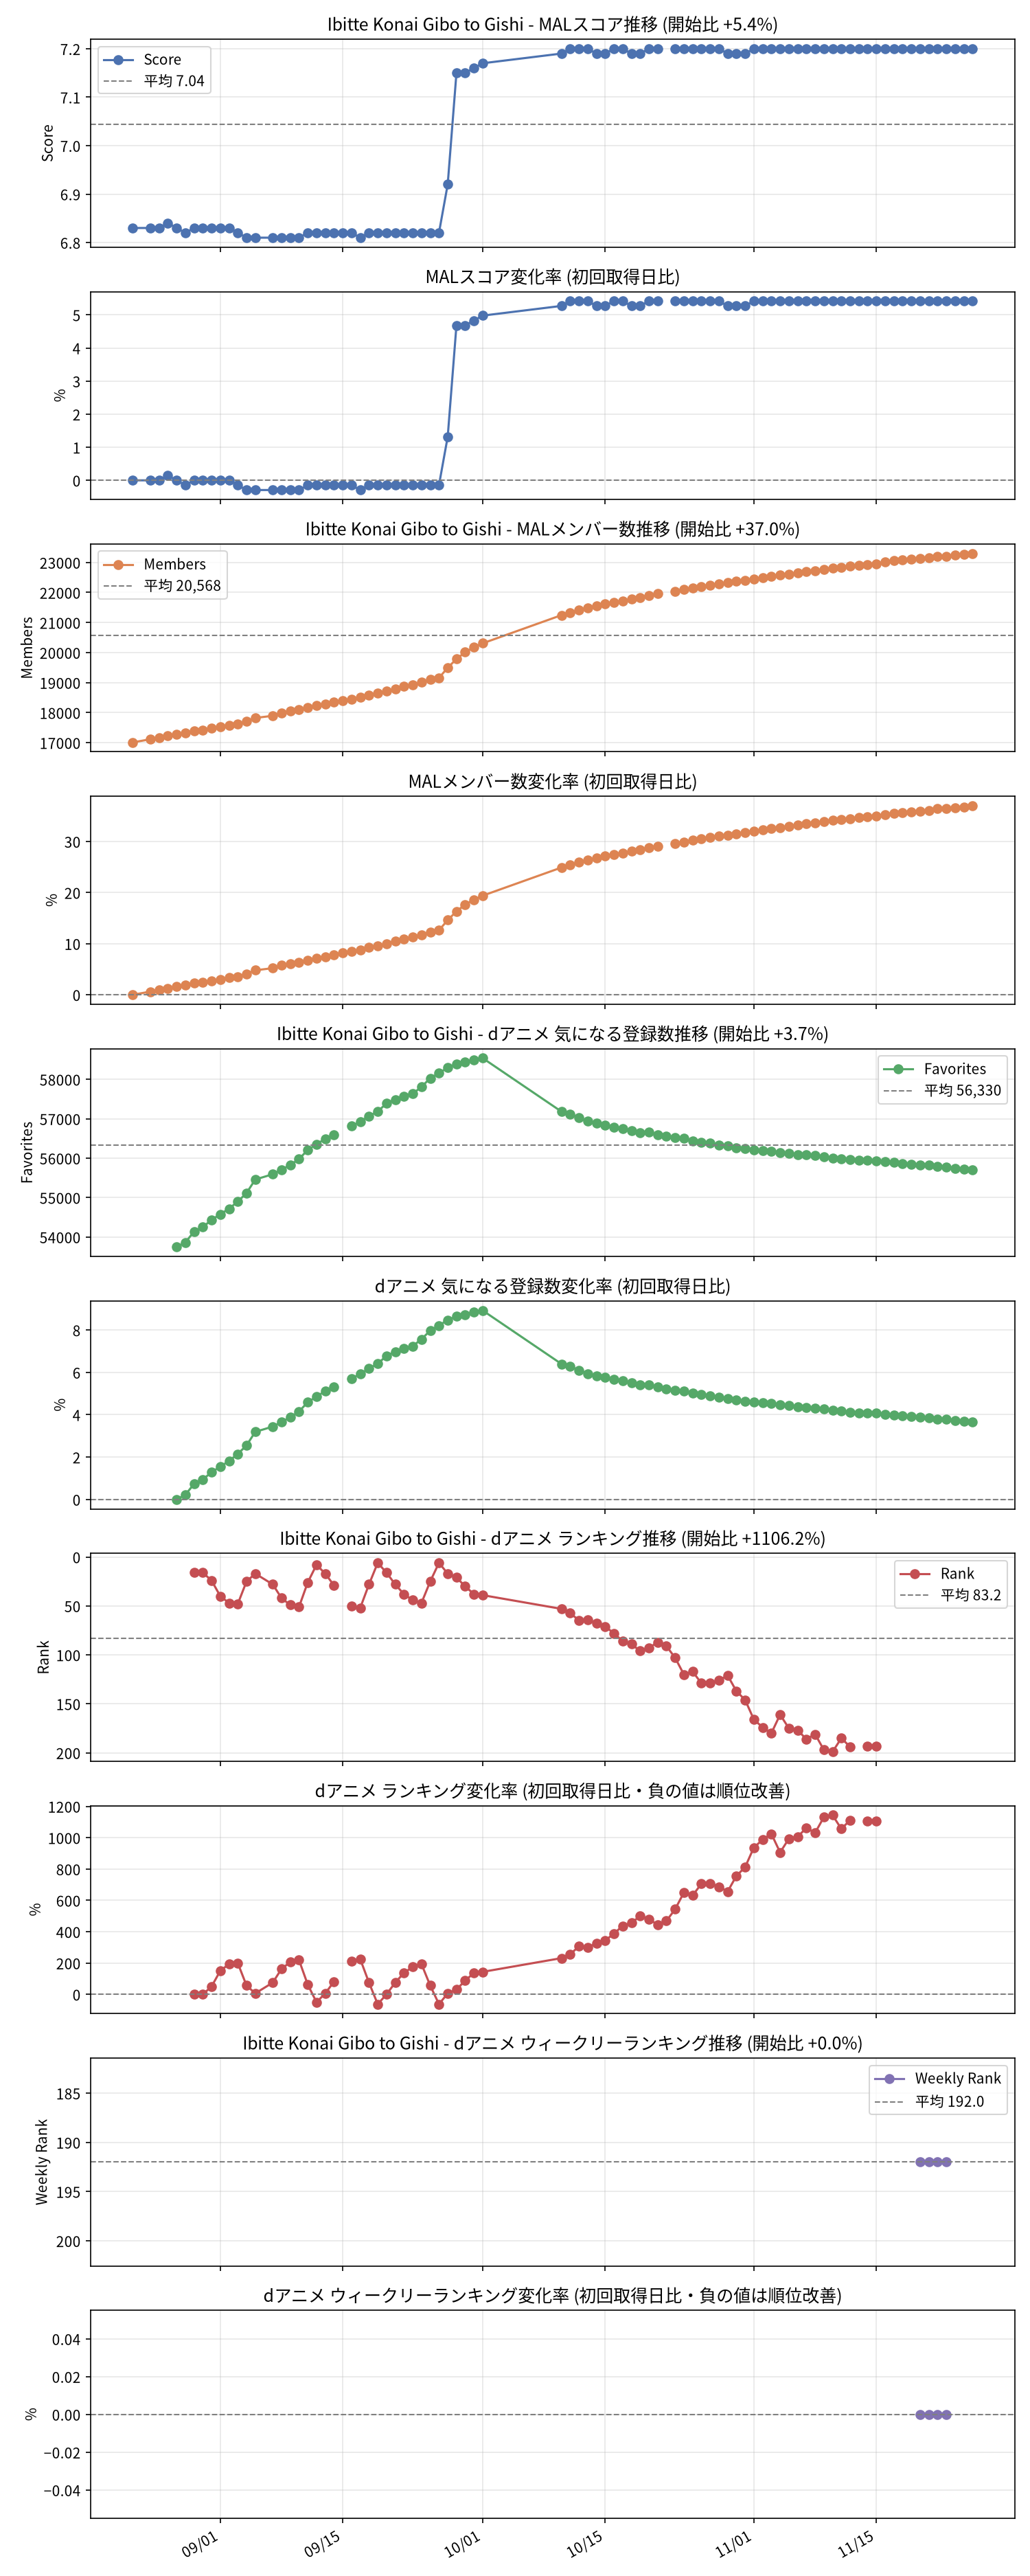 Ibitte Konai Gibo to Gishi - MALスコア推移 (開始比 +5.4%)
7.2
7.1
7.0
6.9
6.8
Score
Score
平均 7.04
MALスコア変化率 (初回取得日比)
5
4
3
2
1
0
%
Ibitte Konai Gibo to Gishi - MALメンバー数推移 (開始比 +37.0%)
23000
22000
21000
20000
19000
18000
17000
Members
Members
平均 20,568
MALメンバー数変化率 (初回取得日比)
30
20
10
0
%
Ibitte Konai Gibo to Gishi - dアニメ 気になる登録数推移 (開始比 +3.7%)
58000
57000
56000
55000
54000
Favorites
Favorites
平均 56,330
dアニメ 気になる登録数変化率 (初回取得日比)
8
6
4
2
0
%
Ibitte Konai Gibo to Gishi - dアニメ ランキング推移 (開始比 +1106.2%)
0
50
100
150
200
Rank
Rank
平均 83.2
dアニメ ランキング変化率 (初回取得日比・負の値は順位改善)
1200
1000
800
600
400
200
0
%
Ibitte Konai Gibo to Gishi - dアニメ ウィークリーランキング推移 (開始比 +0.0%)
185
190
195
200
Weekly Rank
Weekly Rank
平均 192.0
dアニメ ウィークリーランキング変化率 (初回取得日比・負の値は順位改善)
0.04
0.02
0.00
−0.02
−0.04
%
09/01
09/15
10/01
10/15
11/01
11/15